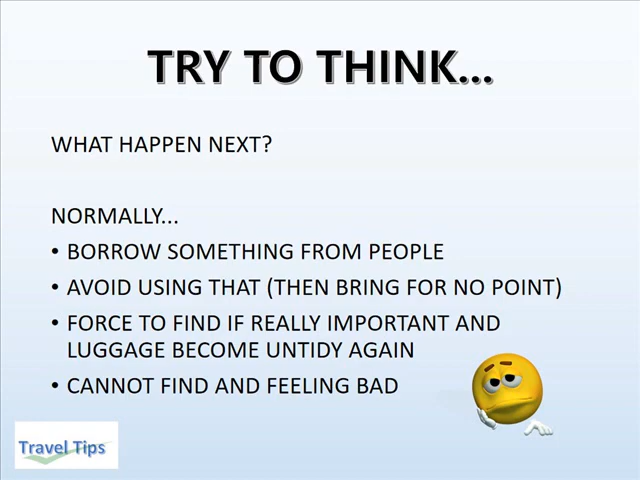 TRY TO THINK...
WHAT HAPPEN NEXT?
NORMALLY...
• BORROW SOMETHING FROM PEOPLE
• AVOID USING THAT (THEN BRING FOR NO POINT)
• FORCE TO FIND IF REALLY IMPORTANT AND
LUGGAGE BECOME UNTIDY AGAIN
• CANNOT FIND AND FEELING BAD
Travel Tips